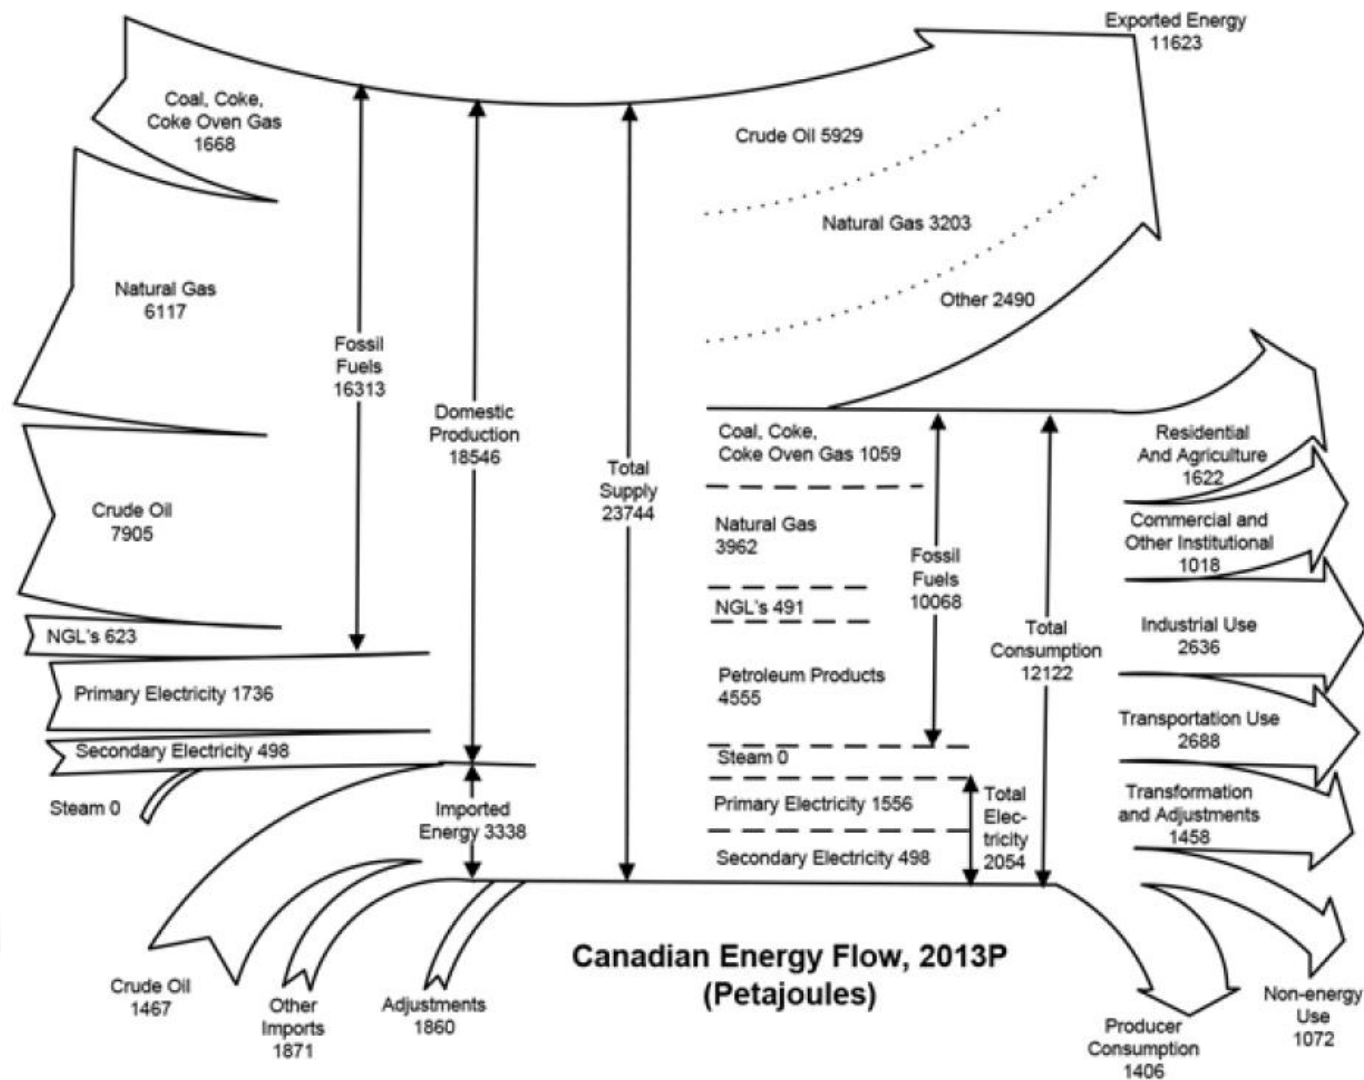 Exported Energy
11623
Coal, Coke,
Coke Oven Gas
1668
Crude Oil 5929
Natural Gas 3203
Natural Gas
6117
Other 2490
Fossil
Fuels
16313
Domestic
Production
18546
Total
Supply
23744
Coal, Coke,
Coke Oven Gas 1059
Residential
And Agriculture
1622
Crude Oil
7905
Natural Gas
3962
Commercial and
Other Institutional
1018
Fossil
Fuels
10068
NGL's 491
NGL's 623
Total
Consumption
12122
Industrial Use
2636
Primary Electricity 1736
Petroleum Products
4555
Transportation Use
2688
Secondary Electricity 498
Steam 0
Steam 0
Imported
Energy 3338
Primary Electricity 1556
Total
Elec-
tricity
2054
Transformation
and Adjustments
1458
Secondary Electricity 498
Canadian Energy Flow, 2013P
(Petajoules)
Crude Oil
1467
Other
Imports
1871
Adjustments
1860
Producer
Consumption
1406
Non-energy
Use
1072